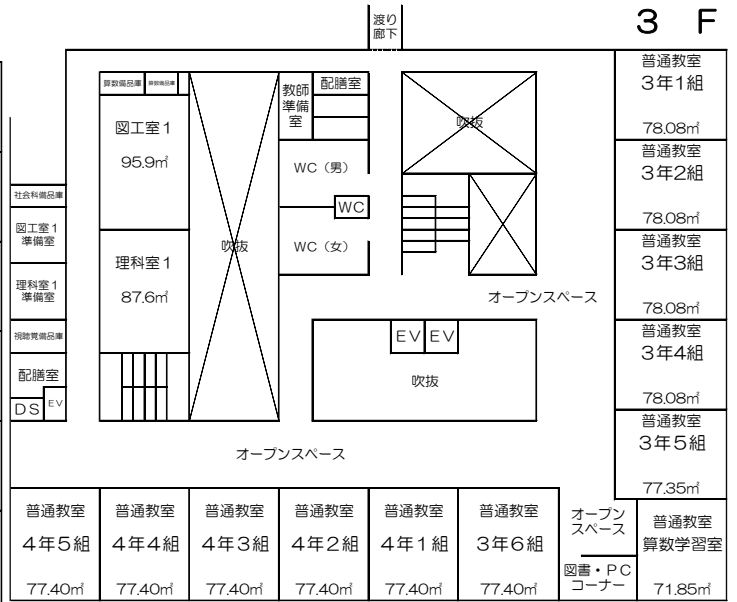 渡り
廊下
3 F
普通教室
3年1組
78.08㎡
普通教室
3年2組
78.08㎡
普通教室
3年3組
78.08㎡
普通教室
3年4組
78.08㎡
普通教室
3年5組
77.35㎡
算数備品庫
算数備品庫
図工室1
95.9㎡
理科室1
87.6㎡
吹抜
教師
準備
室
配膳室
WC（男）
WC
WC（女）
吹抜
オープンスペース
EV
EV
吹抜
社会科備品庫
図工室1
準備室
理科室1
準備室
視聴覚備品庫
配膳室
DS
EV
オープンスペース
普通教室
4年5組
77.40㎡
普通教室
4年4組
77.40㎡
普通教室
4年3組
77.40㎡
普通教室
4年2組
77.40㎡
普通教室
4年1組
77.40㎡
普通教室
3年6組
77.40㎡
オープン
スペース
図書・PC
コーナー
普通教室
算数学習室
71.85㎡